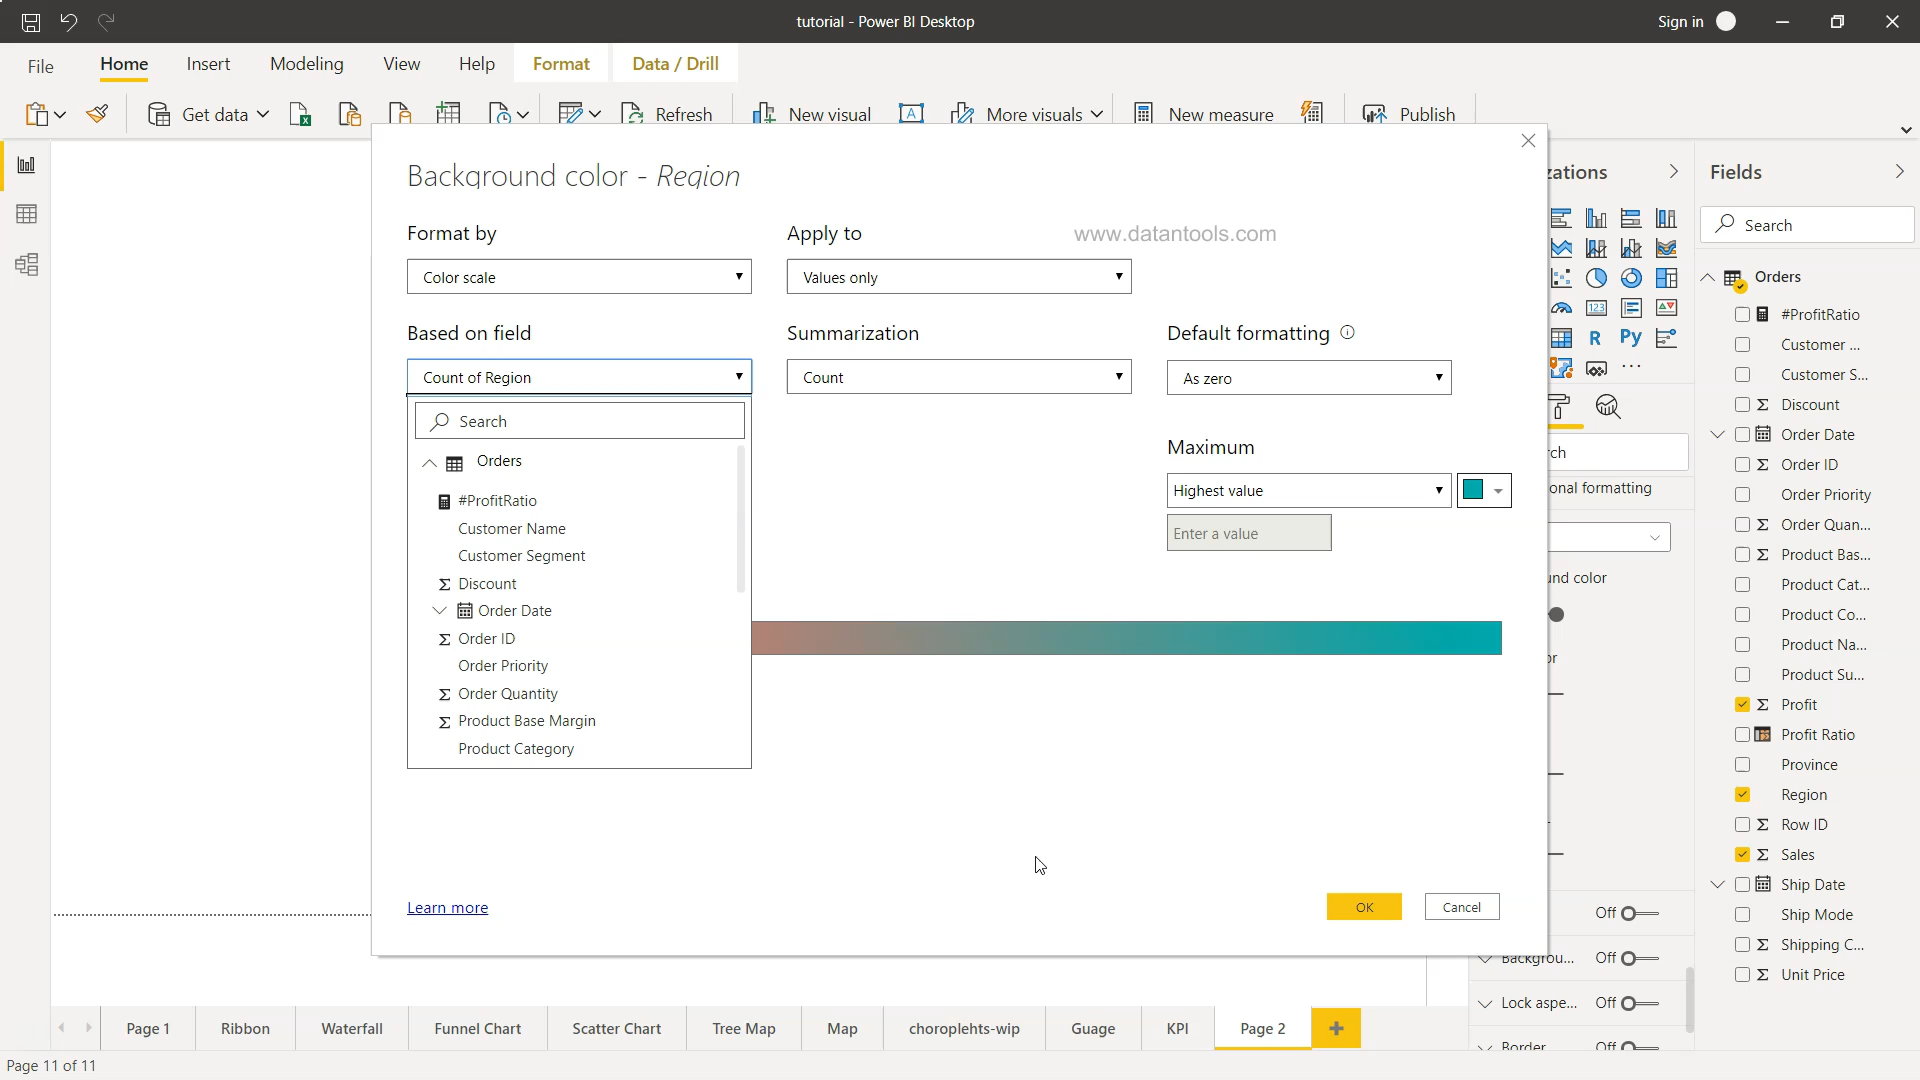 tutorial - Power BI Desktop
Sign in
File
Home
Insert
Modeling
View
Help
Format
Data / Drill
Get data
Refresh
New visual
More visuals
New measure
Publish
Background color - Region
Format by
Color scale
Apply to
Values only
www.datantools.com
Based on field
Count of Region
Summarization
Count
Default formatting
As zero
Search
Orders
#ProfitRatio
Customer Name
Customer Segment
Discount
Order Date
Order ID
Order Priority
Order Quantity
Product Base Margin
Product Category
Maximum
Highest value
Enter a value
Learn more
OK
Cancel
zations
R
Py
123
rch
onal formatting
und color
or
Off
Backgrou...
Off
Lock aspe...
Off
Border
Off
Fields
Search
Orders
#ProfitRatio
Customer ...
Customer S...
Discount
Order Date
Order ID
Order Priority
Order Quan...
Product Bas...
Product Cat...
Product Co...
Product Na...
Product Su...
Profit
Profit Ratio
Province
Region
Row ID
Sales
Ship Date
Ship Mode
Shipping C...
Unit Price
Page 1
Ribbon
Waterfall
Funnel Chart
Scatter Chart
Tree Map
Map
choroplehts-wip
Guage
KPI
Page 2
Page 11 of 11